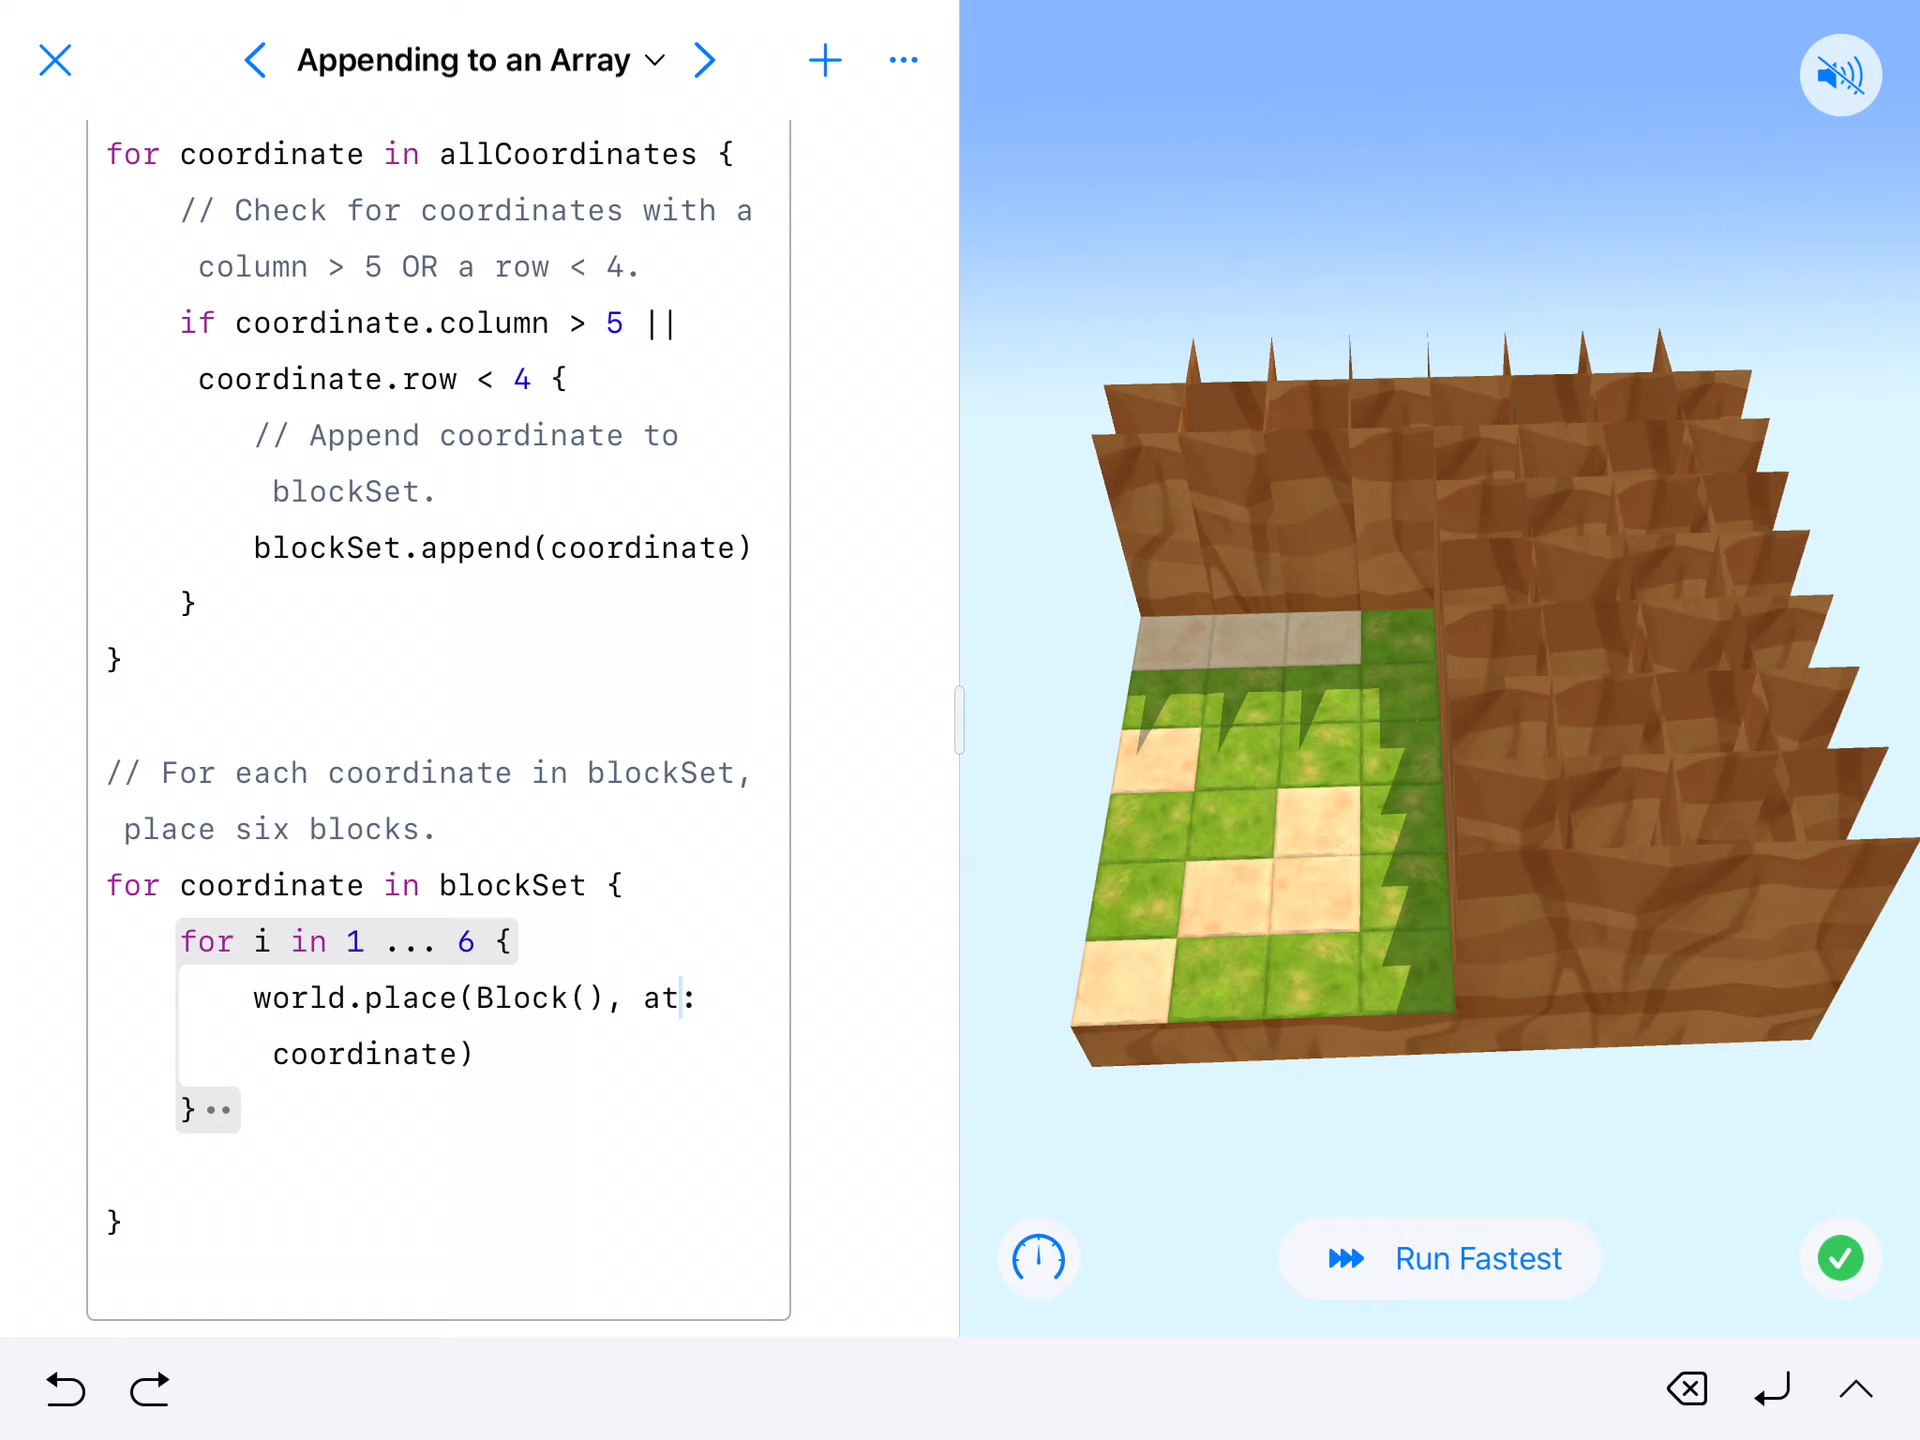 Appending to an Array
for coordinate in allCoordinates {
// Check for coordinates with a
column > 5 OR a row < 4.
if coordinate.column > 5 ||
coordinate.row < 4 {
// Append coordinate to
blockSet.
blockSet.append(coordinate)
}
}
// For each coordinate in blockSet,
place six blocks.
for coordinate in blockSet {
for i in 1 ... 6 {
world.place(Block(), at:
coordinate)
}
}
Run Fastest